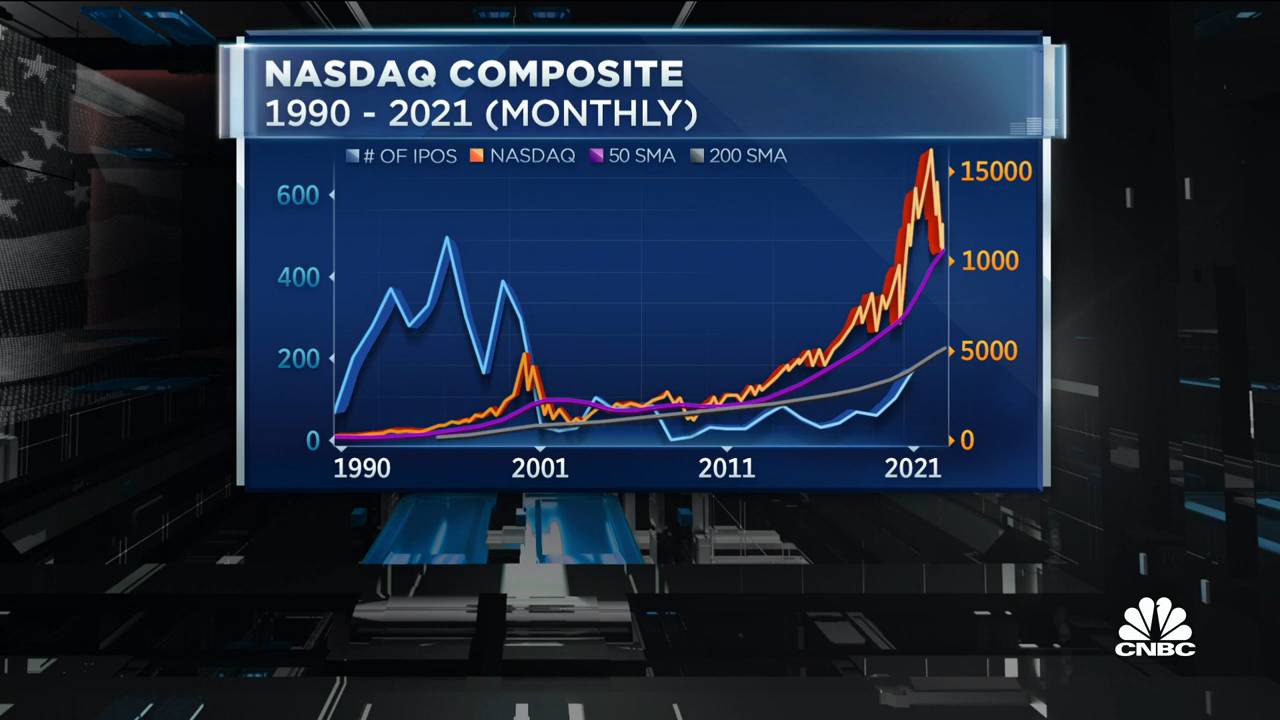 NASDAQ COMPOSITE
1990 - 2021 (MONTHLY)
# OF IPOS NASDAQ 50 SMA 200 SMA
600
400
200
0
15000
1000
5000
0
1990 2001 2011 2021
CNBC